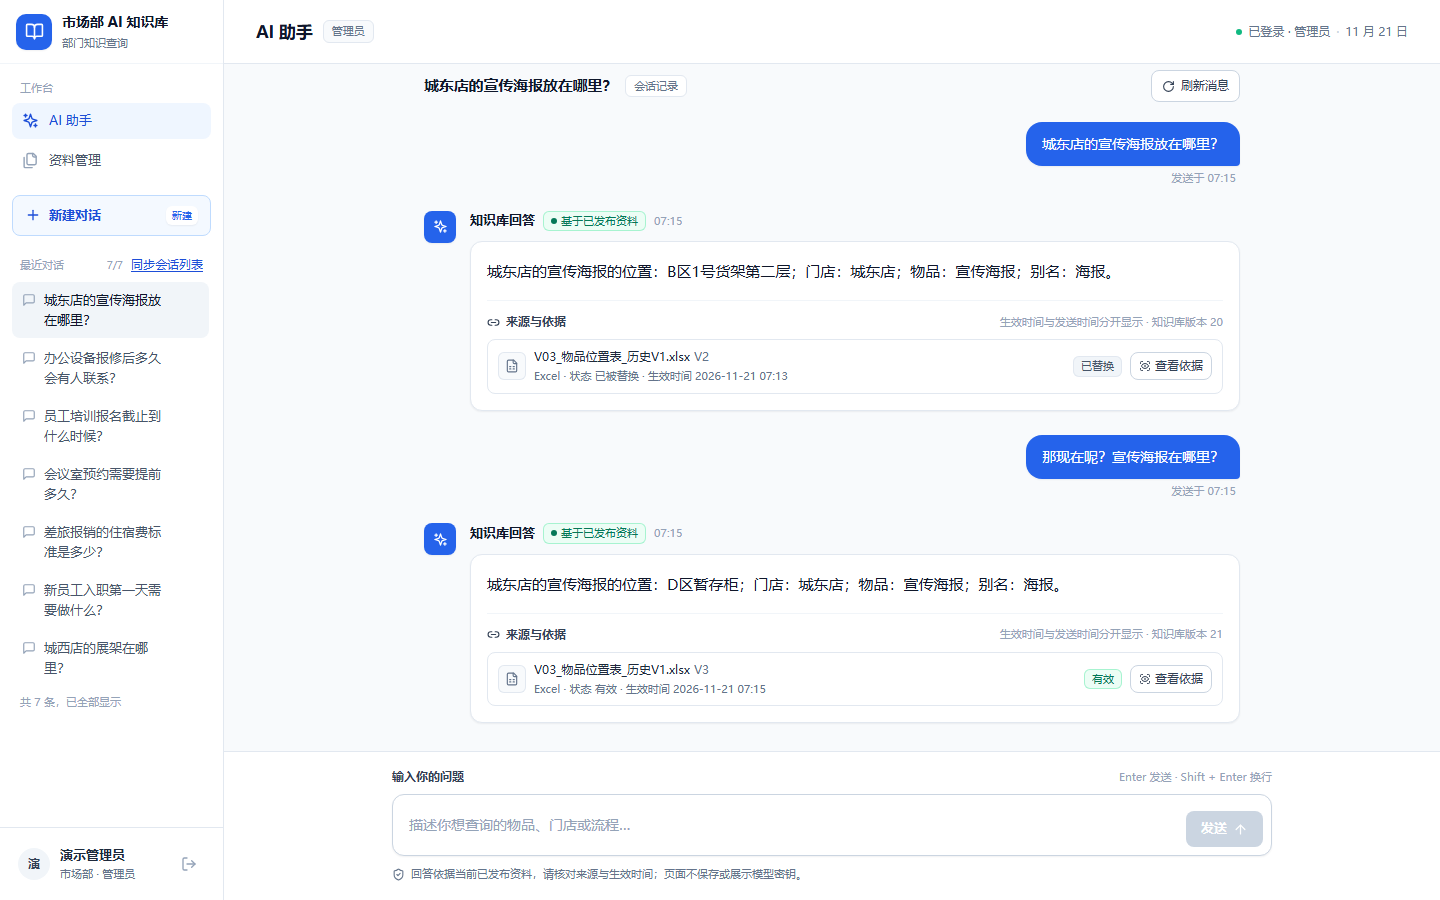 市场部 AI 知识库
部门知识查询
工作台
AI 助手
资料管理
新建对话 新建
最近对话 7/7 同步会话列表
城东店的宣传海报放
在哪里？
办公设备报修后多久
会有人联系？
员工培训报名截止到
什么时候？
会议室预约需要提前
多久？
差旅报销的住宿费标
准是多少？
新员工入职第一天需
要做什么？
城西店的展架在哪
里？
共 7 条，已全部显示
演 演示管理员
市场部 · 管理员
AI 助手 管理员
已登录 · 管理员 · 11 月 21 日
城东店的宣传海报放在哪里？ 会话记录
刷新消息
城东店的宣传海报放在哪里？
发送于 07:15
知识库回答 基于已发布资料 07:15
城东店的宣传海报的位置：B区1号货架第二层；门店：城东店；物品：宣传海报；别名：海报。
来源与依据 生效时间与发送时间分开显示 · 知识库版本 20
V03_物品位置表_历史V1.xlsx V2
Excel · 状态 已被替换 · 生效时间 2026-11-21 07:13
已替换 查看依据
那现在呢？宣传海报在哪里？
发送于 07:15
知识库回答 基于已发布资料 07:15
城东店的宣传海报的位置：D区暂存柜；门店：城东店；物品：宣传海报；别名：海报。
来源与依据 生效时间与发送时间分开显示 · 知识库版本 21
V03_物品位置表_历史V1.xlsx V3
Excel · 状态 有效 · 生效时间 2026-11-21 07:15
有效 查看依据
输入你的问题 Enter 发送 · Shift + Enter 换行
描述你想查询的物品、门店或流程...
发送
回答依据当前已发布资料，请核对来源与生效时间；页面不保存或展示模型密钥。